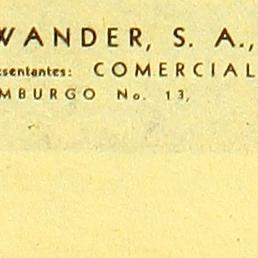 WANDER, S. A.,
esentantes: COMERCIAL
MBURGO No. 13,